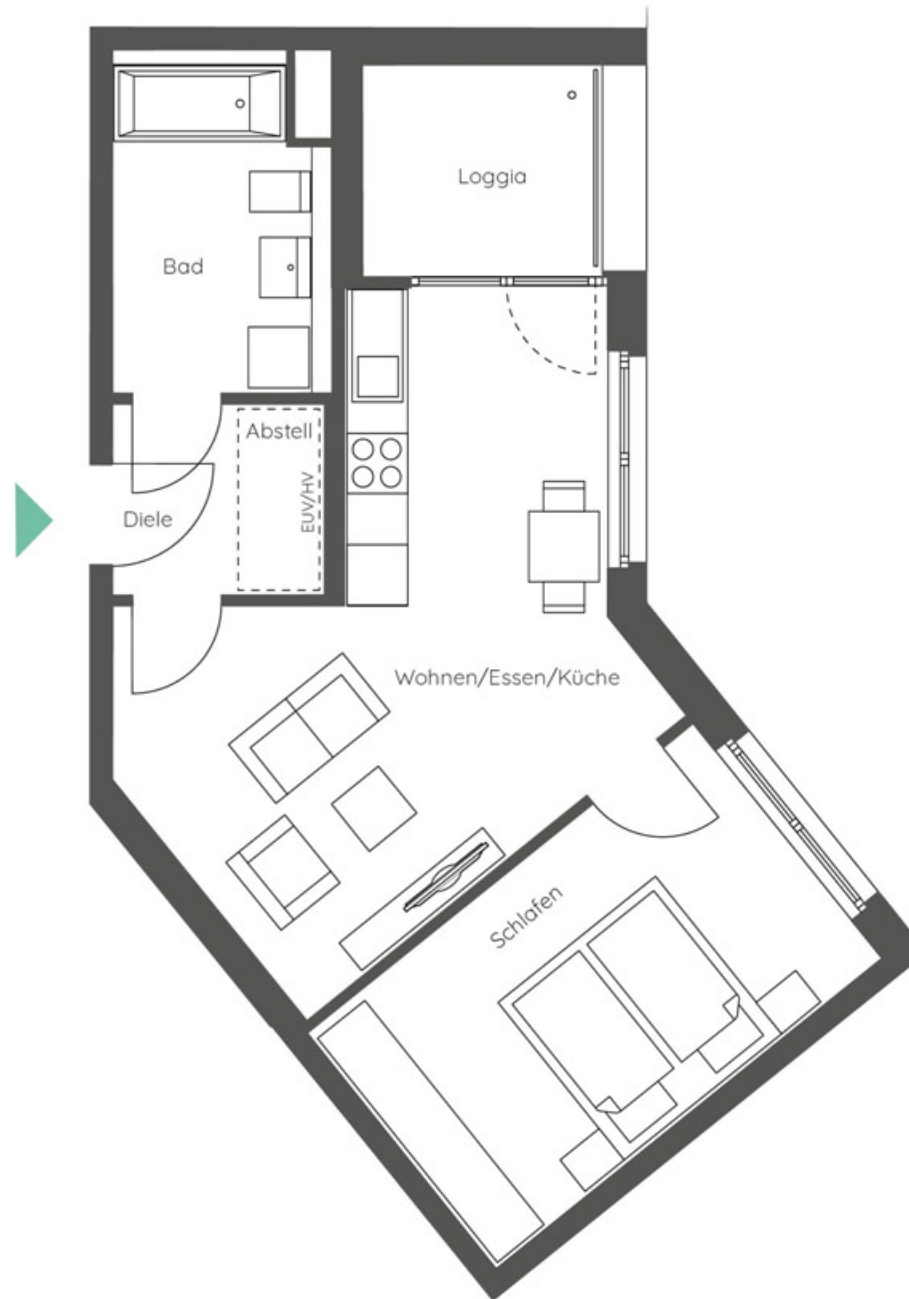 Loggia
Bad
Abstell
EUV/HV
Diele
Wohnen/Essen/Küche
Schlafen